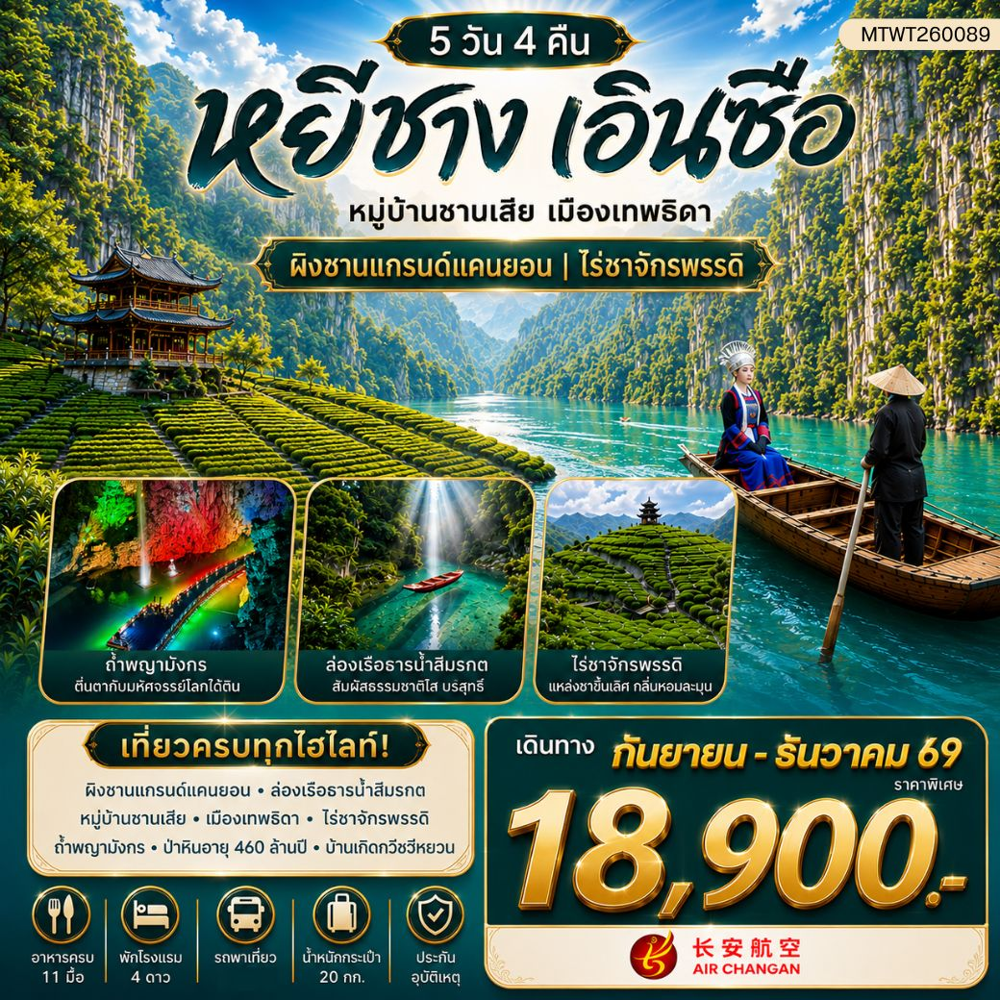 5 วัน 4 คืน
MTWT260089
หยีชาง เอินซือ
หมู่บ้านซานเสีย เมืองเทพธิดา
ผิงซานแกรนด์แคนยอน | ไร่ชาจักรพรรดิ
ถ้ำพญามังกร
ตื่นตากับมหัศจรรย์โลกใต้ดิน
ล่องเรือธารน้ำสีมรกต
สัมผัสธรรมชาติใส บริสุทธิ์
ไร่ชาจักรพรรดิ
แหล่งชาชั้นเลิศ กลิ่นหอมละมุน
เที่ยวครบทุกไฮไลท์!
ผิงซานแกรนด์แคนยอน • ล่องเรือธารน้ำสีมรกต
หมู่บ้านซานเสีย • เมืองเทพธิดา • ไร่ชาจักรพรรดิ
ถ้ำพญามังกร • ป่าหินอายุ 460 ล้านปี • บ้านเกิดกวีชวีหยวน
อาหารครบ
11 มื้อ
พักโรงแรม
4 ดาว
รถพาเที่ยว
น้ำหนักกระเป๋า
20 กก.
ประกัน
อุบัติเหตุ
เดินทาง กันยายน - ธันวาคม 69
ราคาพิเศษ
18,900.-
长安航空
AIR CHANGAN